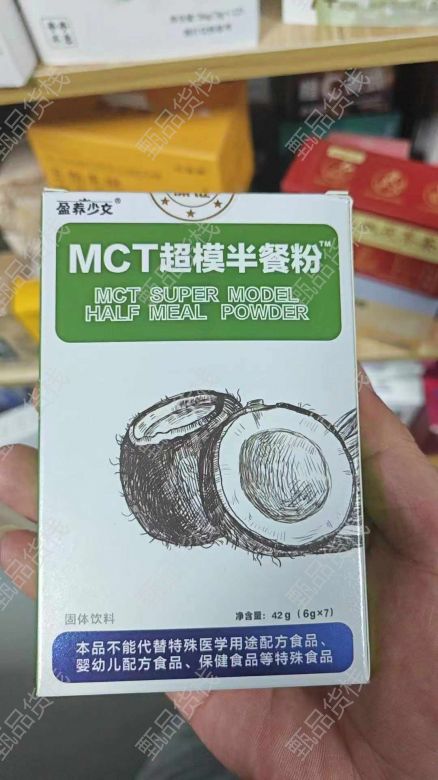 盈养少女®
MCT超模半餐粉™
MCT SUPER MODEL
HALF MEAL POWDER
固体饮料
净含量：42g（6g×7）
本品不能代替特殊医学用途配方食品、
婴幼儿配方食品、保健食品等特殊食品
甄品货栈